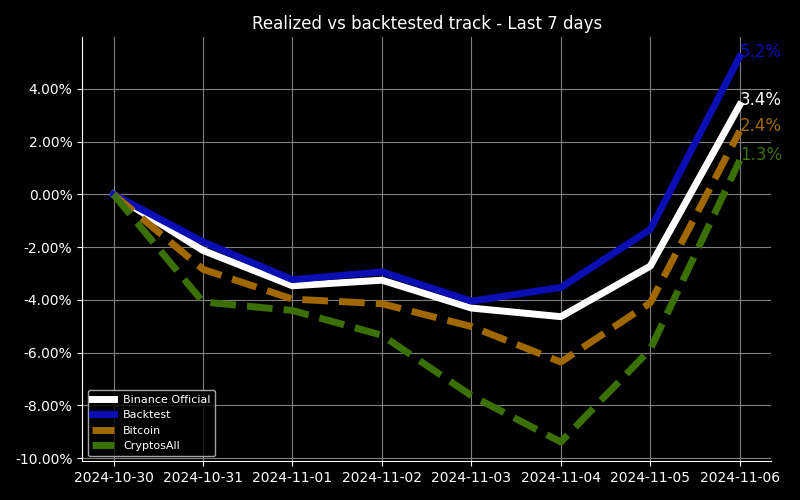 Realized vs backtested track - Last 7 days
5.2%
4.00%
3.4%
2.4%
2.00%
1.3%
0.00%
-2.00%
-4.00%
-6.00%
-8.00%
-10.00%
Binance Official
Backtest
Bitcoin
CryptosAll
2024-10-30 2024-10-31 2024-11-01 2024-11-02 2024-11-03 2024-11-04 2024-11-05 2024-11-06